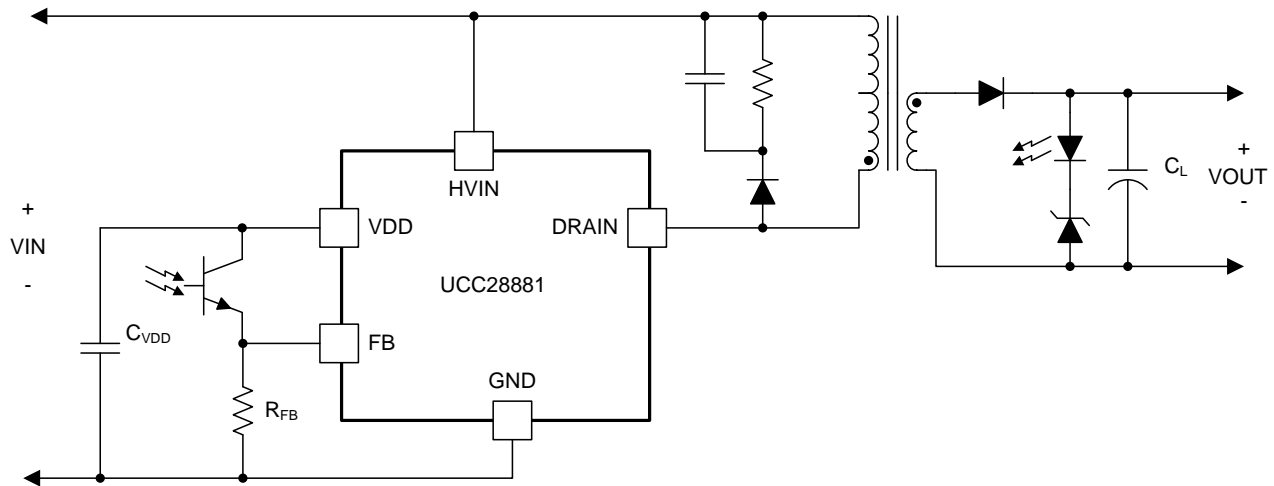 HVIN
+
VIN
-
VDD
DRAIN
UCC28881
C_VDD
FB
GND
R_FB
C_L
+
VOUT
-